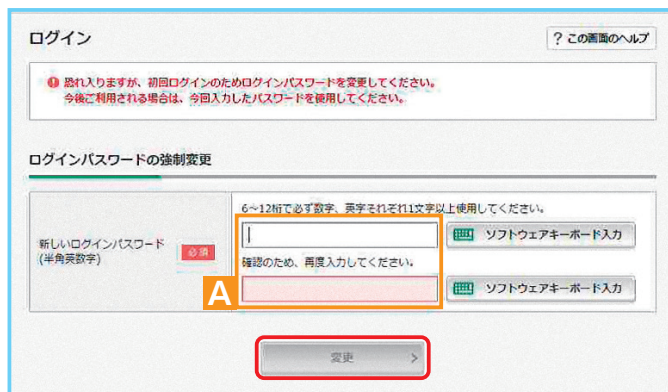 ログイン
? この画面のヘルプ
恐れ入りますが、初回ログインのためログインパスワードを変更してください。
今後ご利用される場合は、今回入力したパスワードを使用してください。
ログインパスワードの強制変更
6～12桁で必ず数字、英字それぞれ1文字以上使用してください。
新しいログインパスワード
(半角英数字)
必須
ソフトウェアキーボード入力
確認のため、再度入力してください。
A
ソフトウェアキーボード入力
変更